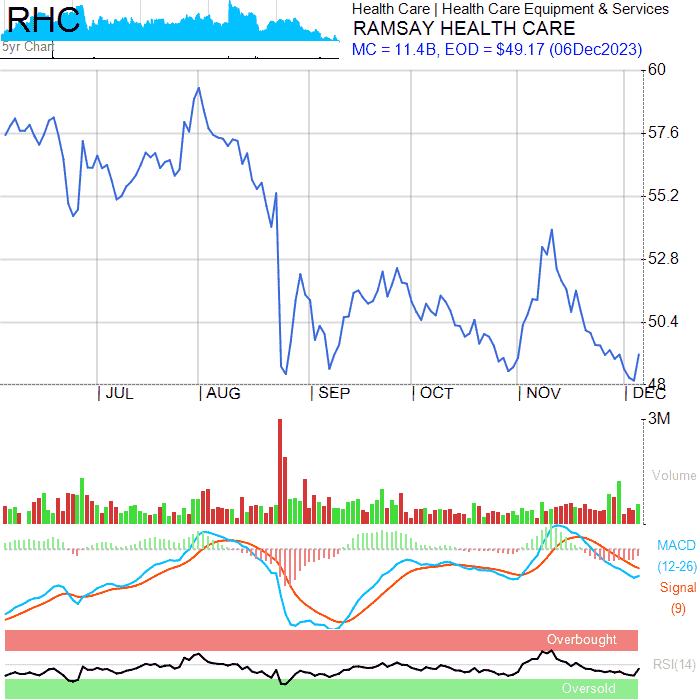 RHC
5yr Chart
Health Care | Health Care Equipment & Services
RAMSAY HEALTH CARE
MC = 11.4B, EOD = $49.17 (06Dec2023)
60
57.6
55.2
52.8
50.4
48
JUL
AUG
SEP
OCT
NOV
DEC
3M
Volume
MACD
(12-26)
Signal
(9)
Overbought
RSI(14)
Oversold